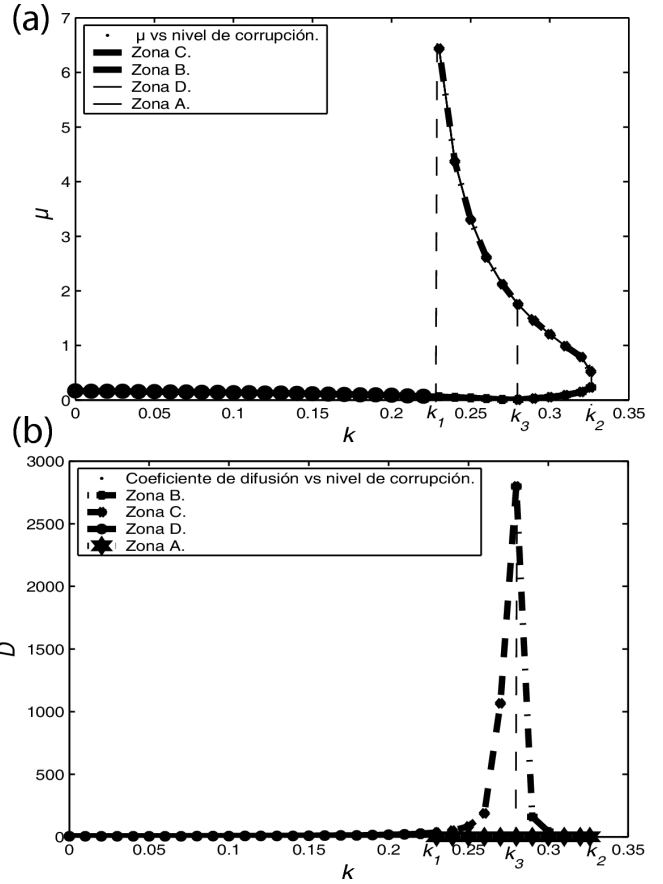 (a)
7
6
5
4
3
2
1
0
μ
μ vs nivel de corrupción.
Zona C.
Zona B.
Zona D.
Zona A.
0 0.05 0.1 0.15 0.2 k1 0.25 k3 0.3 k2 0.35
k
(b)
3000
2500
2000
1500
1000
500
0
D
Coeficiente de difusión vs nivel de corrupción.
Zona B.
Zona C.
Zona D.
Zona A.
0 0.05 0.1 0.15 0.2 k1 0.25 k3 0.3 k2 0.35
k